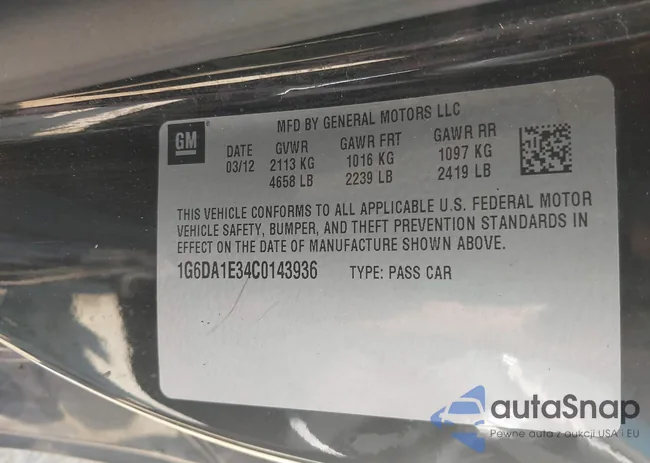 MFD BY GENERAL MOTORS LLC
GM
DATE GVWR GAWR FRT GAWR RR
03/12 2113 KG 1016 KG 1097 KG
4658 LB 2239 LB 2419 LB
THIS VEHICLE CONFORMS TO ALL APPLICABLE U.S. FEDERAL MOTOR
VEHICLE SAFETY, BUMPER, AND THEFT PREVENTION STANDARDS IN
EFFECT ON THE DATE OF MANUFACTURE SHOWN ABOVE.
1G6DA1E34C0143936 TYPE: PASS CAR
autaSnap
Pewne auta z aukcji USA i EU